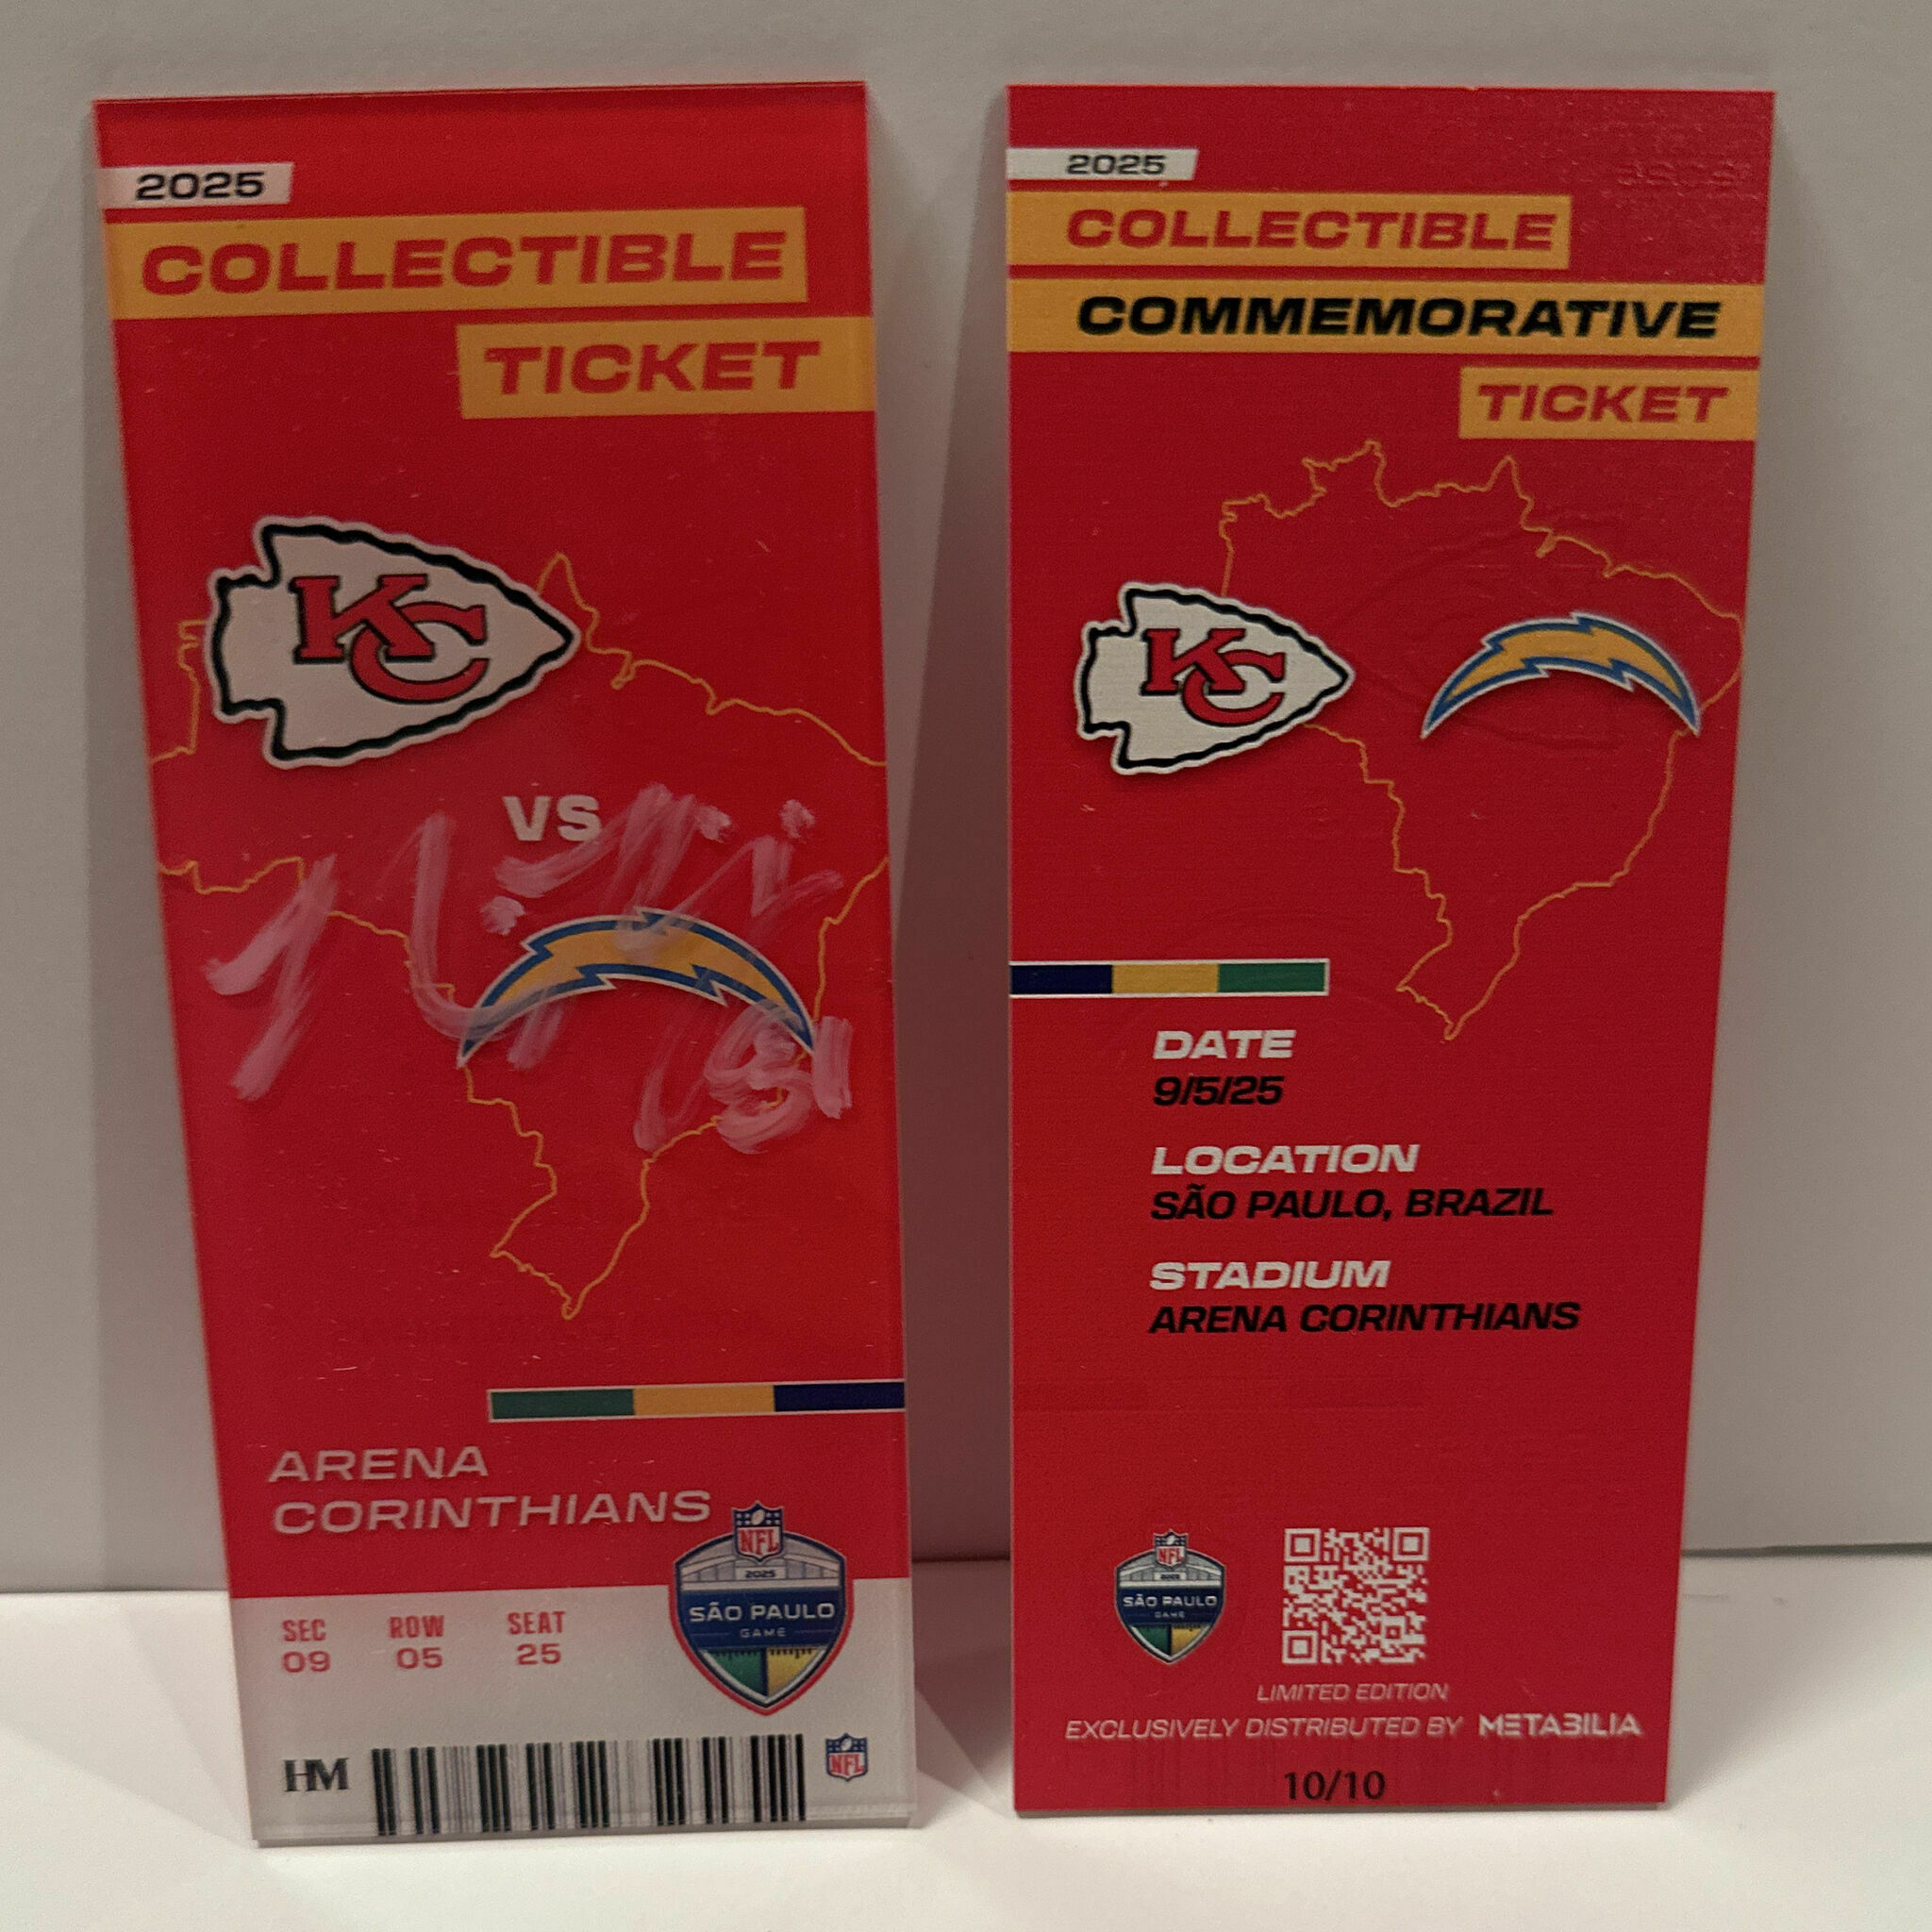 2025
COLLECTIBLE
TICKET
KC
VS
ARENA
CORINTHIANS
NFL
2025
SÃO PAULO
GAME
SEC ROW SEAT
09 05 25
HM
NFL
2025
COLLECTIBLE
COMMEMORATIVE
TICKET
KC
DATE
9/5/25
LOCATION
SÃO PAULO, BRAZIL
STADIUM
ARENA CORINTHIANS
NFL
2025
SÃO PAULO
GAME
LIMITED EDITION
EXCLUSIVELY DISTRIBUTED BY METABILIA
10/10